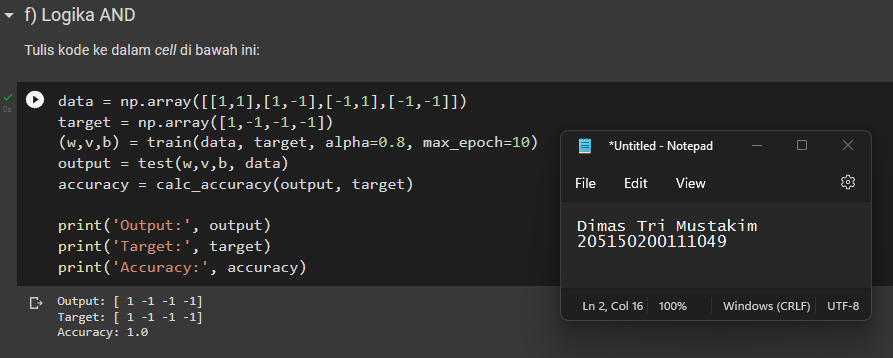 f) Logika AND
Tulis kode ke dalam cell di bawah ini:
0s
data = np.array([[1,1],[1,-1],[-1,1],[-1,-1]])
target = np.array([1,-1,-1,-1])
(w,v,b) = train(data, target, alpha=0.8, max_epoch=10)
output = test(w,v,b, data)
accuracy = calc_accuracy(output, target)
print('Output:', output)
print('Target:', target)
print('Accuracy:', accuracy)
Output: [ 1 -1 -1 -1]
Target: [ 1 -1 -1 -1]
Accuracy: 1.0
*Untitled - Notepad
File Edit View
Dimas Tri Mustakim
205150200111049
Ln 2, Col 16 100% Windows (CRLF) UTF-8